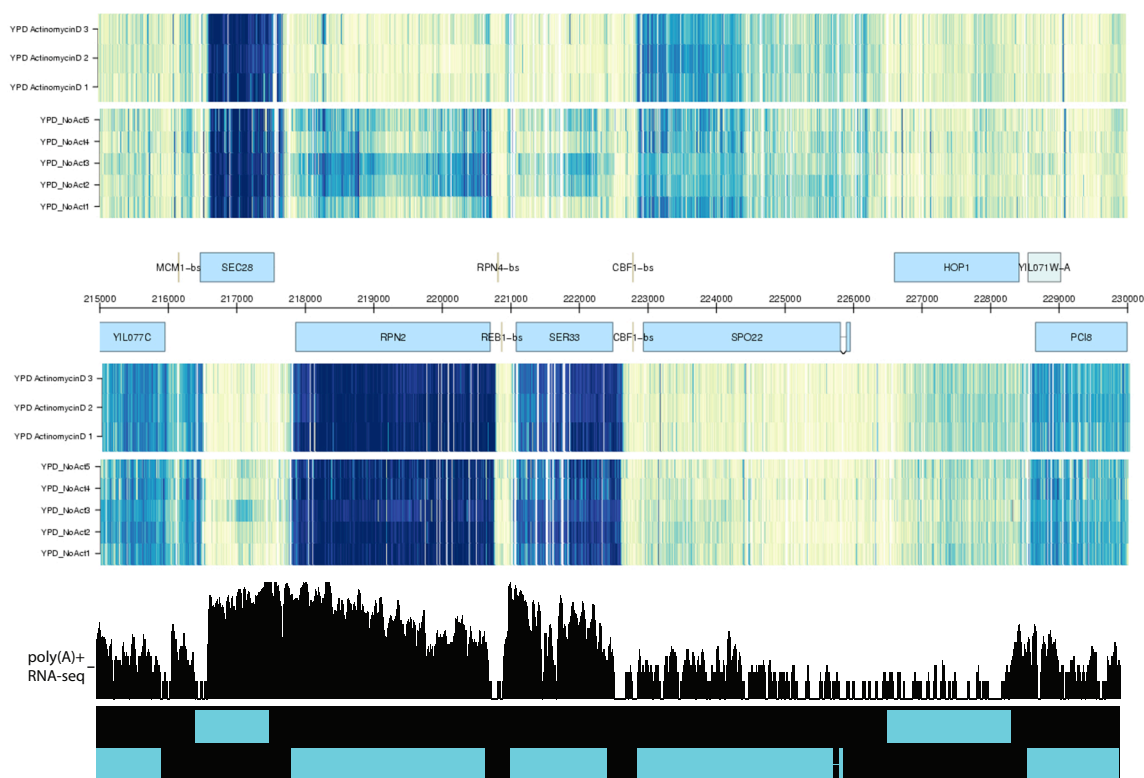 YPD ActinomycinD 3
YPD ActinomycinD 2
YPD ActinomycinD 1
YPD_NoAct5
YPD_NoAct4
YPD_NoAct3
YPD_NoAct2
YPD_NoAct1
MCM1-bs SEC28 RPN4-bs CBF1-bs HOP1 YIL071W-A
215000 216000 217000 218000 219000 220000 221000 222000 223000 224000 225000 226000 227000 228000 229000 230000
YIL077C RPN2 REB1-bs SER33 CBF1-bs SPO22 PCI8
YPD ActinomycinD 3
YPD ActinomycinD 2
YPD ActinomycinD 1
YPD_NoAct5
YPD_NoAct4
YPD_NoAct3
YPD_NoAct2
YPD_NoAct1
poly(A)+
RNA-seq